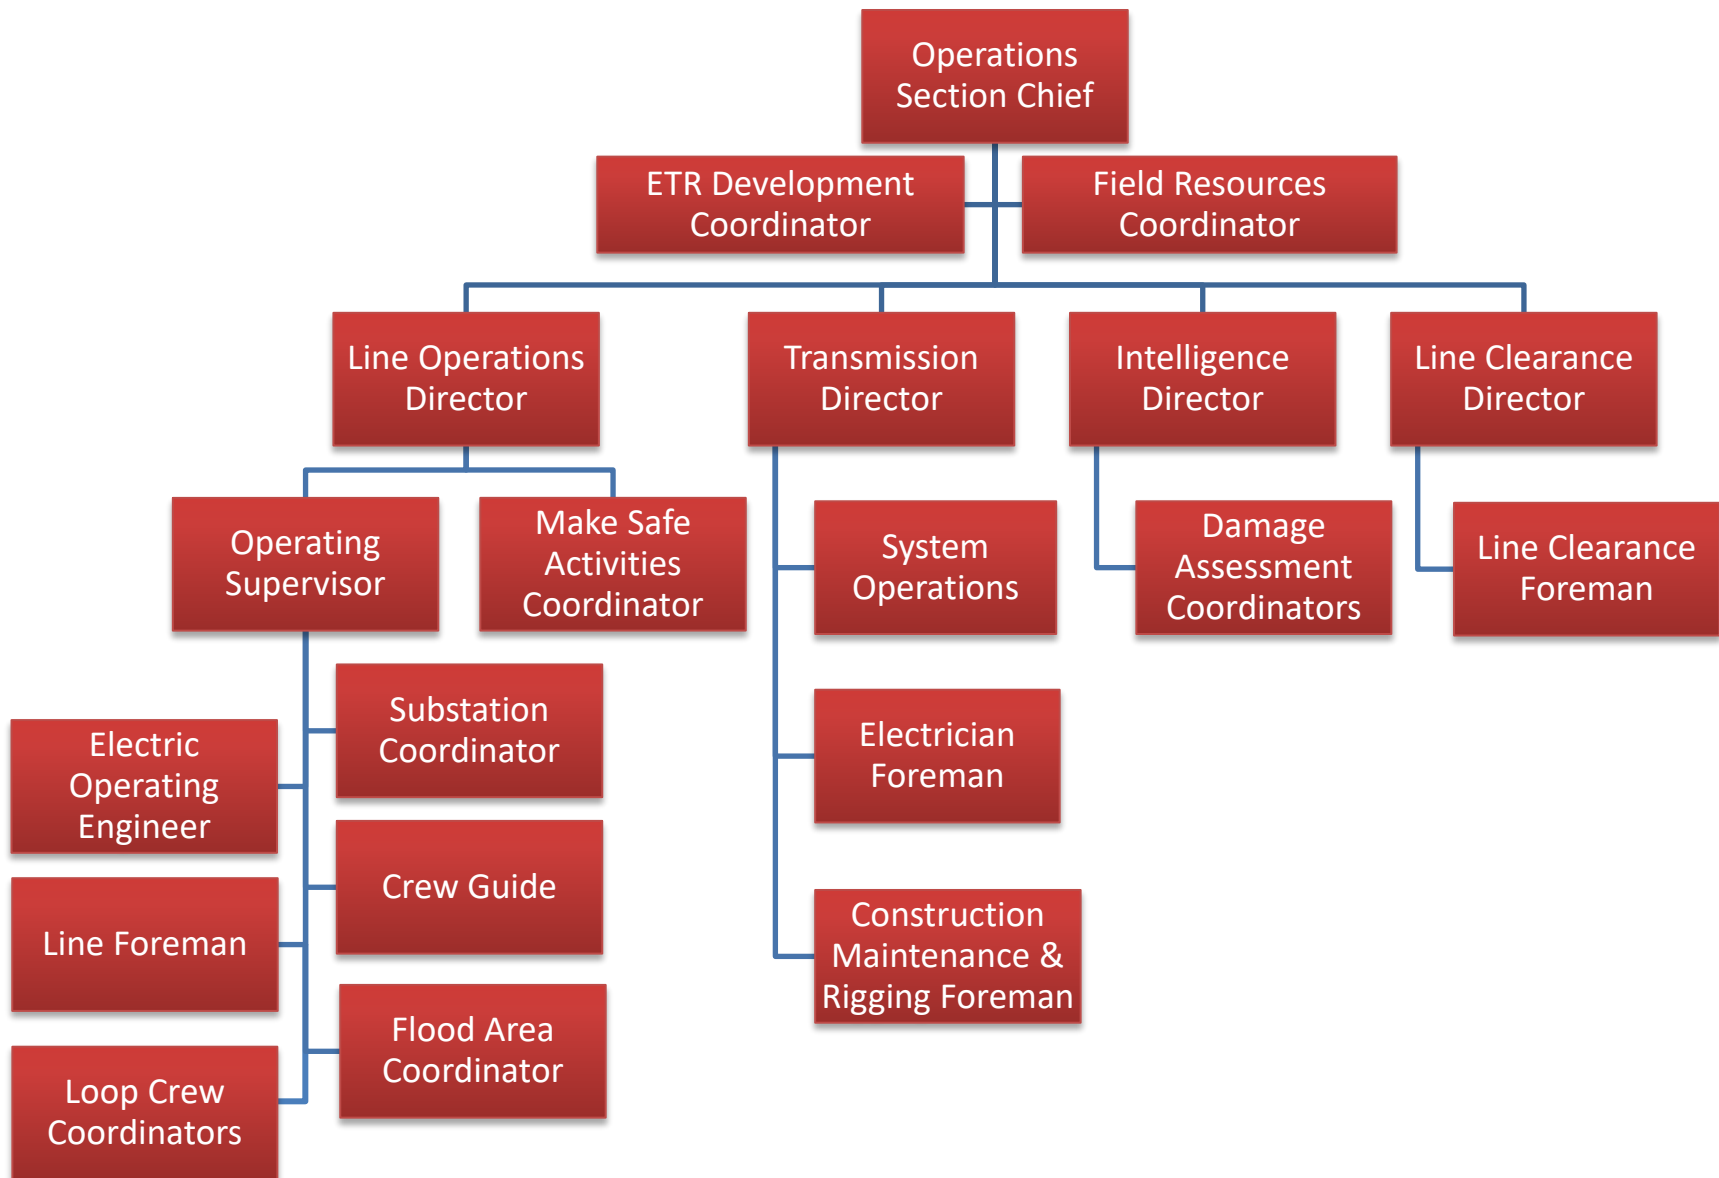 Operations
Section Chief
ETR Development
Coordinator
Field Resources
Coordinator
Line Operations
Director
Transmission
Director
Intelligence
Director
Line Clearance
Director
Operating
Supervisor
Make Safe
Activities
Coordinator
System
Operations
Damage
Assessment
Coordinators
Line Clearance
Foreman
Substation
Coordinator
Electric
Operating
Engineer
Electrician
Foreman
Crew Guide
Line Foreman
Construction
Maintenance &
Rigging Foreman
Flood Area
Coordinator
Loop Crew
Coordinators